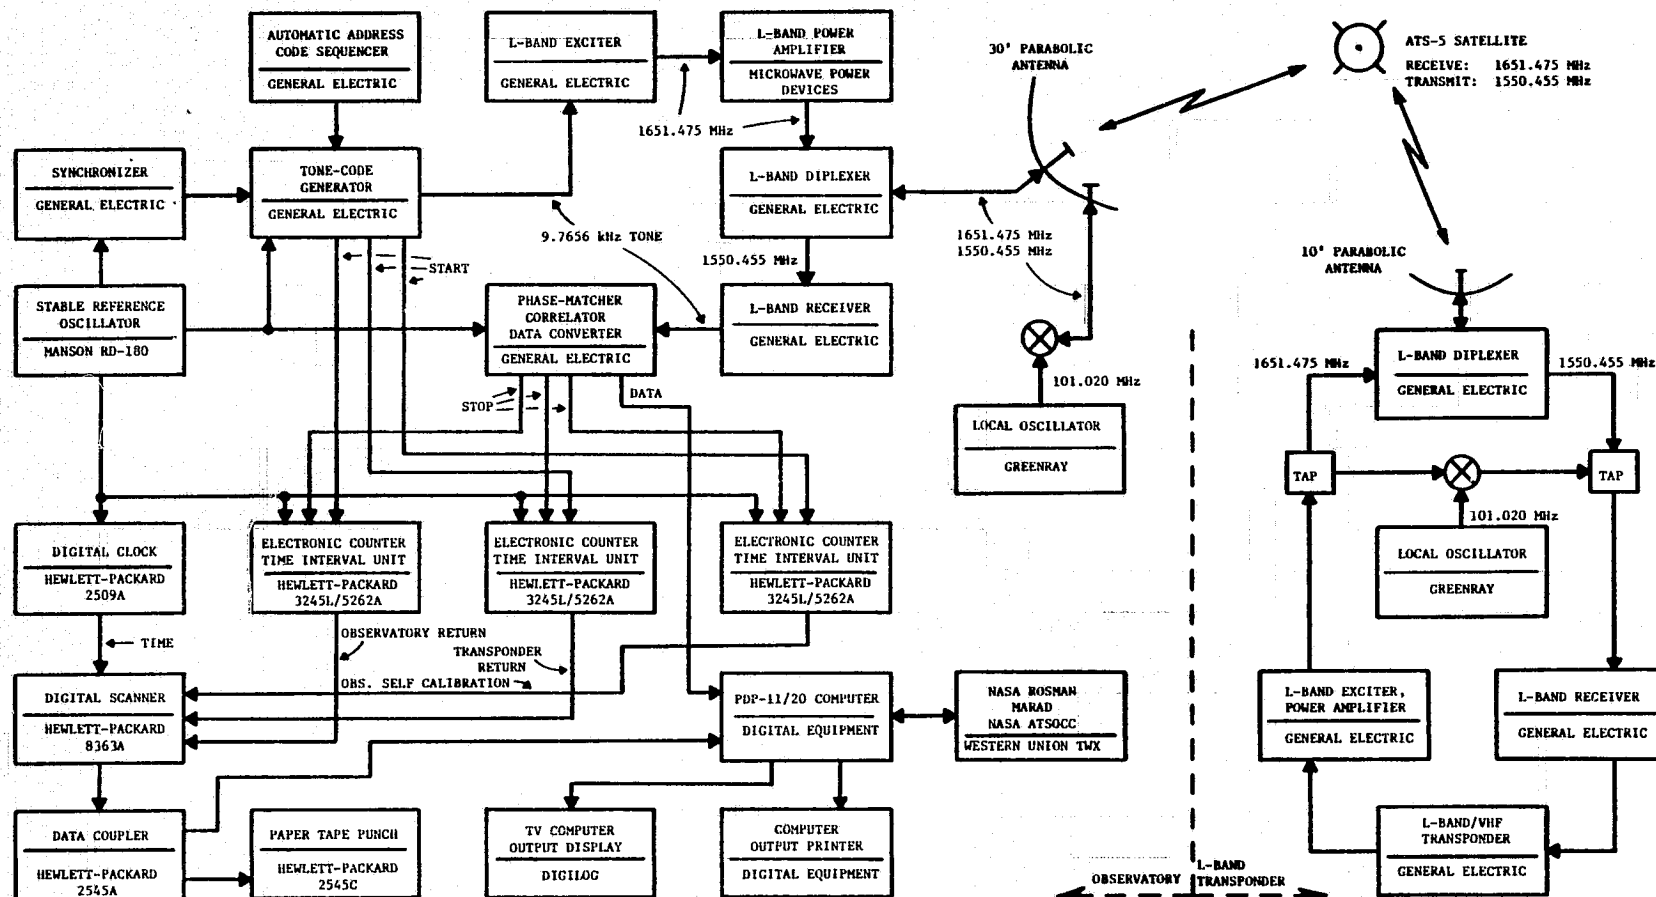 AUTOMATIC ADDRESS
CODE SEQUENCER
GENERAL ELECTRIC
L-BAND EXCITER
GENERAL ELECTRIC
L-BAND POWER
AMPLIFIER
MICROWAVE POWER
DEVICES
30' PARABOLIC
ANTENNA
ATS-5 SATELLITE
RECEIVE: 1651.475 MHz
TRANSMIT: 1550.455 MHz
1651.475 MHz
SYNCHRONIZER
GENERAL ELECTRIC
TONE-CODE
GENERATOR
GENERAL ELECTRIC
L-BAND DIPLEXER
GENERAL ELECTRIC
9.7656 kHz TONE
1651.475 MHz
1550.455 MHz
1550.455 MHz
START
10' PARABOLIC
ANTENNA
STABLE REFERENCE
OSCILLATOR
MANSON RD-180
PHASE-MATCHER
CORRELATOR
DATA CONVERTER
GENERAL ELECTRIC
L-BAND RECEIVER
GENERAL ELECTRIC
1651.475 MHz
L-BAND DIPLEXER
GENERAL ELECTRIC
1550.455 MHz
STOP
DATA
101.020 MHz
LOCAL OSCILLATOR
GREENRAY
TAP
TAP
101.020 MHz
LOCAL OSCILLATOR
GREENRAY
DIGITAL CLOCK
HEWLETT-PACKARD
2509A
ELECTRONIC COUNTER
TIME INTERVAL UNIT
HEWLETT-PACKARD
3245L/5262A
ELECTRONIC COUNTER
TIME INTERVAL UNIT
HEWLETT-PACKARD
3245L/5262A
ELECTRONIC COUNTER
TIME INTERVAL UNIT
HEWLETT-PACKARD
3245L/5262A
TIME
OBSERVATORY RETURN
TRANSPONDER
RETURN
OBS. SELF CALIBRATION
DIGITAL SCANNER
HEWLETT-PACKARD
8363A
PDP-11/20 COMPUTER
DIGITAL EQUIPMENT
NASA ROSMAN
MARAD
NASA ATSOCC
WESTERN UNION TWX
L-BAND EXCITER,
POWER AMPLIFIER
GENERAL ELECTRIC
L-BAND RECEIVER
GENERAL ELECTRIC
DATA COUPLER
HEWLETT-PACKARD
2545A
PAPER TAPE PUNCH
HEWLETT-PACKARD
2545C
TV COMPUTER
OUTPUT DISPLAY
DIGILOG
COMPUTER
OUTPUT PRINTER
DIGITAL EQUIPMENT
L-BAND/VHF
TRANSPONDER
GENERAL ELECTRIC
OBSERVATORY
L-BAND
TRANSPONDER